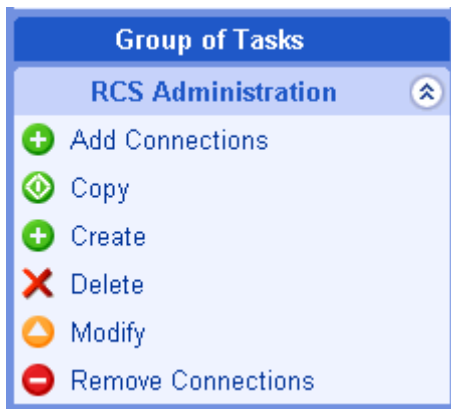 Group of Tasks
RCS Administration
Add Connections
Copy
Create
Delete
Modify
Remove Connections